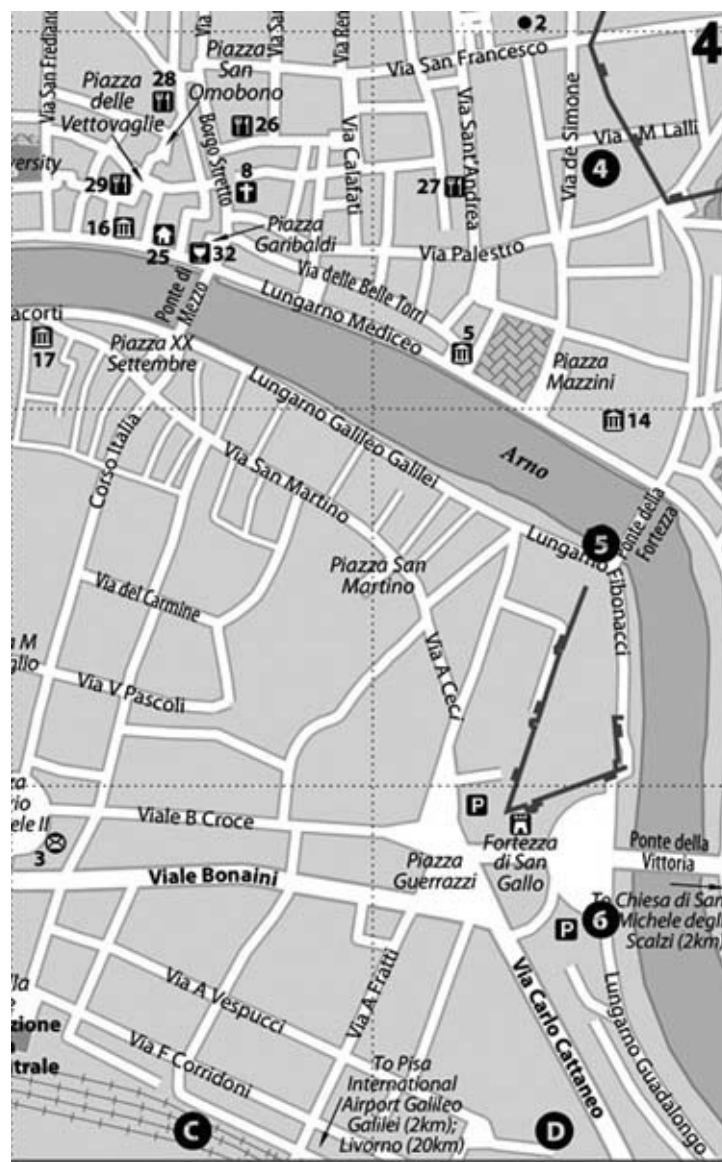 2
4
Via San Francesco
Via San Frediano
Piazza
San
Omobono
28
Piazza
delle
Vettovaglie
26
Borgo Stretto
Via Calafati
Via Sant'Andrea
Via de Simone
Via M Lalli
4
8
29
27
16
25
32
Piazza
Garibaldi
Via Palestro
Via delle Belle Torri
Ponte di
Mezzo
Lungarno Mediceo
5
17
Piazza XX
Settembre
Piazza
Mazzini
14
Lungarno Galileo Galilei
Arno
Corso Italia
Via San Martino
Ponte della
Fortezza
5
Lungarno Fibonacci
Piazza San
Martino
Via del Carmine
Via A Ceci
Via V Pascoli
P
Viale B Croce
3
Fortezza
di San
Gallo
Piazza
Guerrazzi
Ponte della
Vittoria
Viale Bonaini
To Chiesa di San
Michele degl
Scalzi (2km)
6
P
Via A Vespucci
Via A Fratti
Via F Corridoni
Via Carlo Cattaneo
Lungarno Guadalongo
To Pisa
International
Airport Galileo
Galilei (2km);
Livorno (20km)
C
D